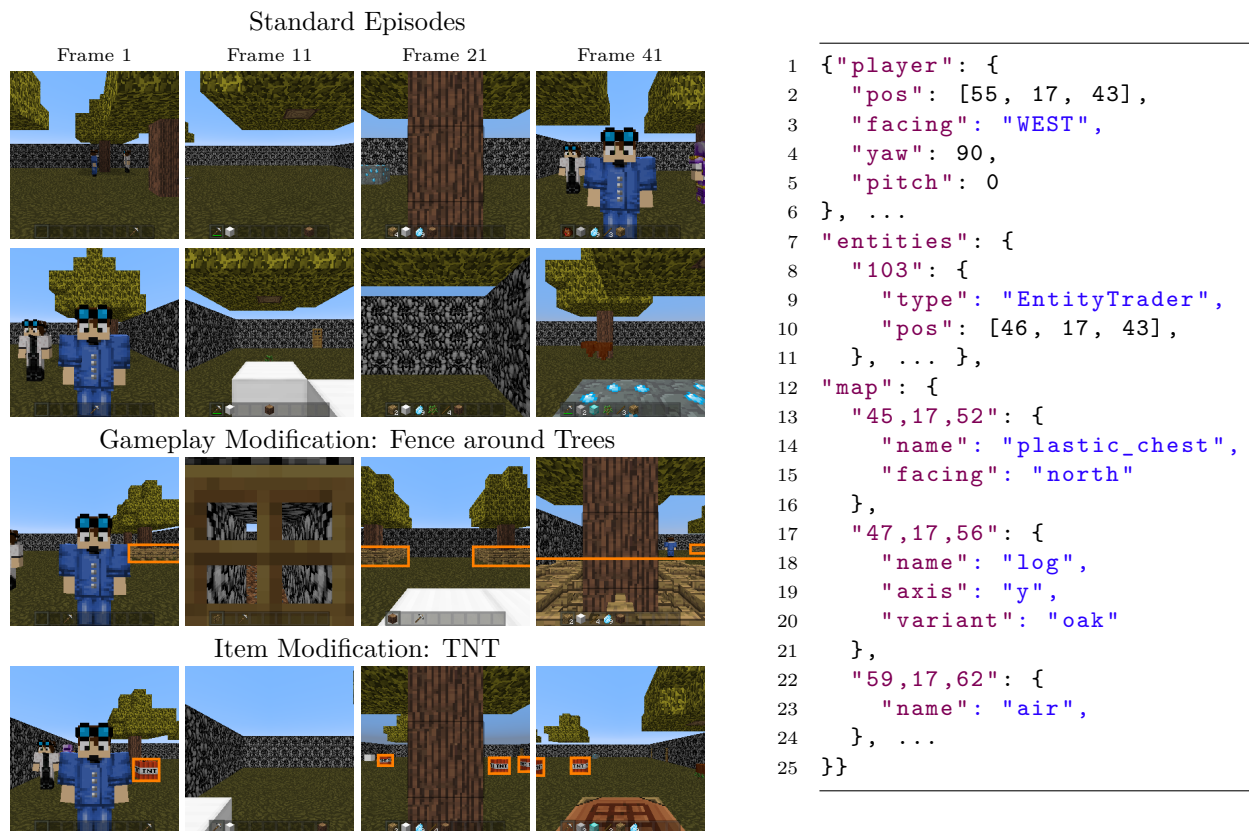 Standard Episodes
Frame 1 Frame 11 Frame 21 Frame 41
Gameplay Modification: Fence around Trees
Item Modification: TNT
TNT
1 {"player": {
2 "pos": [55, 17, 43],
3 "facing": "WEST",
4 "yaw": 90,
5 "pitch": 0
6 }, ...
7 "entities": {
8 "103": {
9 "type": "EntityTrader",
10 "pos": [46, 17, 43],
11 }, ... },
12 "map": {
13 "45,17,52": {
14 "name": "plastic_chest",
15 "facing": "north"
16 },
17 "47,17,56": {
18 "name": "log",
19 "axis": "y",
20 "variant": "oak"
21 },
22 "59,17,62": {
23 "name": "air",
24 }, ...
25 }}